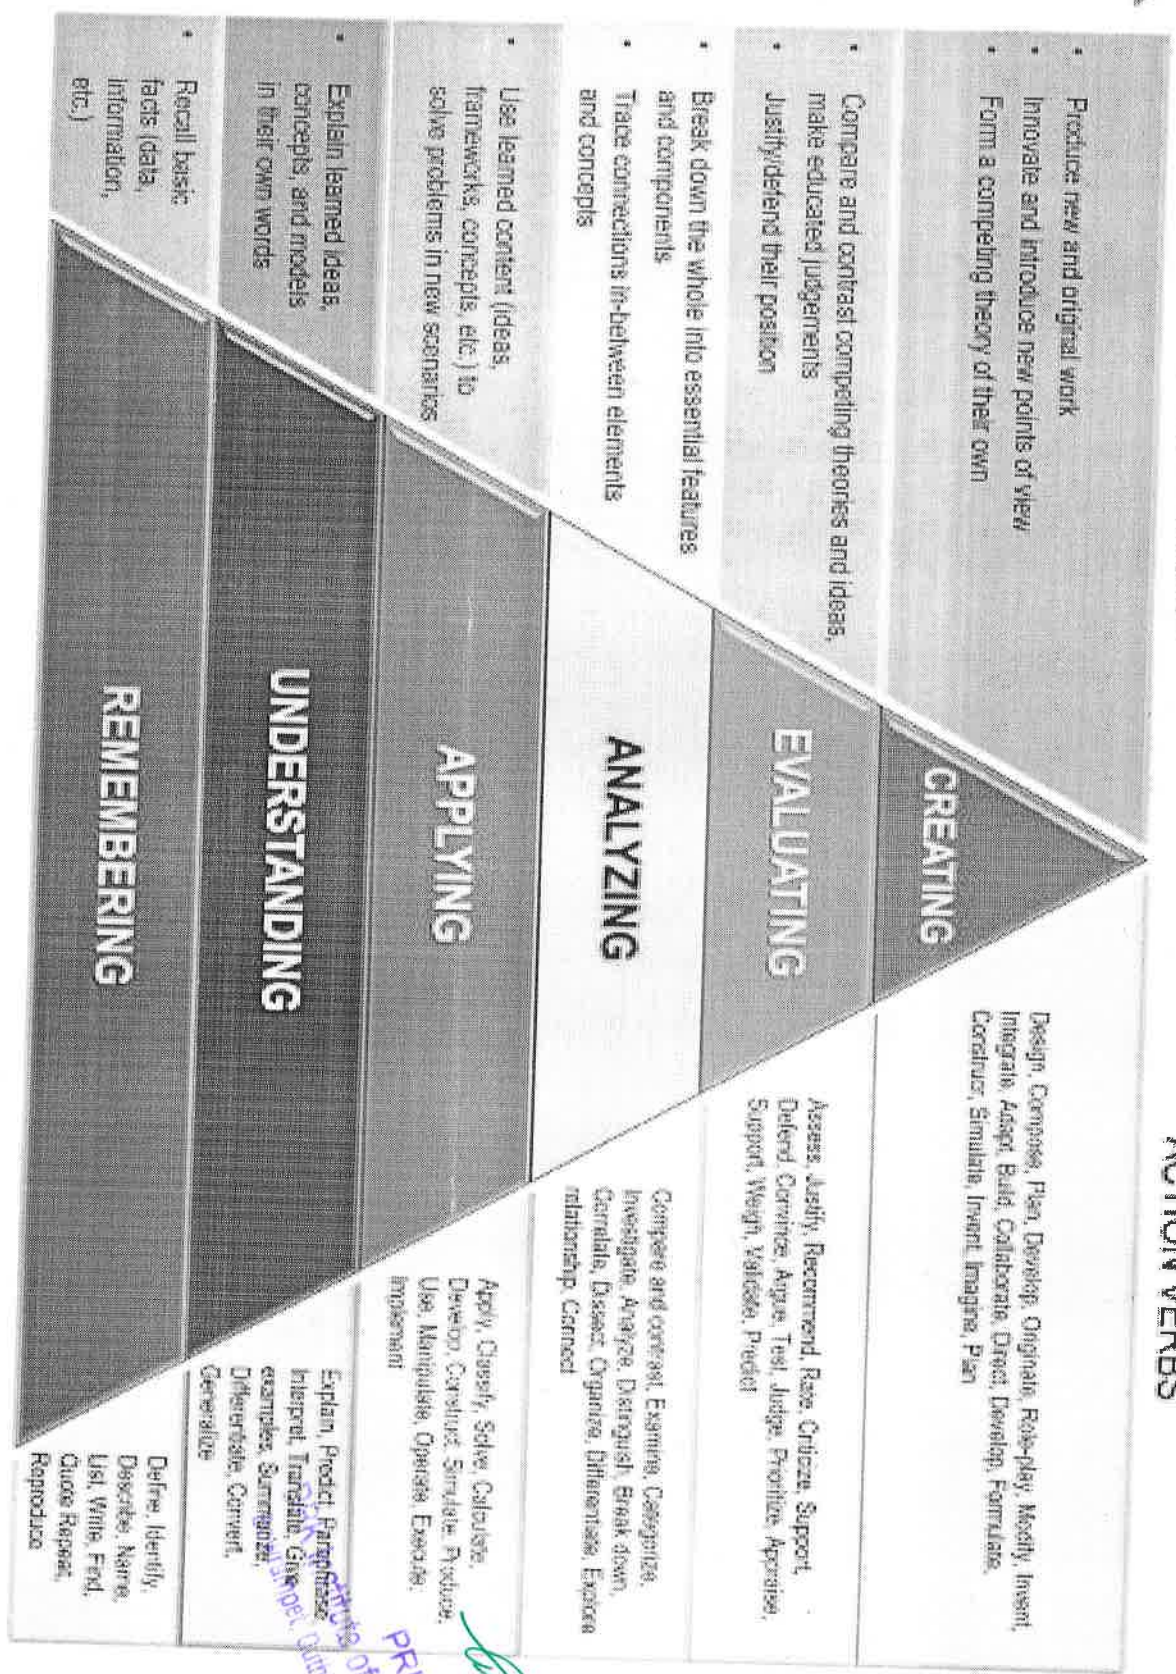 ACTION VERBS
Produce new and original work
Innovate and introduce new points of view
Form a competing theory of their own
CREATING
Design, Compose, Plan, Develop, Originate, Role-play, Modify, Invent,
Integrate, Adapt, Build, Collaborate, Direct, Develop, Formulate,
Construct, Simulate, Invent, Imagine, Plan
Compare and contrast competing theories and ideas,
make educated judgements
Justify/defend their position
EVALUATING
Assess, Justify, Recommend, Rate, Criticize, Support,
Defend, Convince, Argue, Test, Judge, Prioritize, Appraise,
Support, Weigh, Validate, Predict
Break down the whole into essential features
and components
Trace connections in-between elements
and concepts
ANALYZING
Compare and contrast, Examine, Categorize,
Investigate, Analyze, Distinguish, Break down,
Correlate, Dissect, Organize, Differentiate, Explore
relationship, Connect
Use learned content (ideas,
frameworks, concepts, etc.) to
solve problems in new scenarios
APPLYING
Apply, Classify, Solve, Calculate,
Develop, Construct, Simulate, Produce,
Use, Manipulate, Operate, Execute,
Implement
Explain learned ideas,
concepts, and models
in their own words
UNDERSTANDING
Explain, Predict, Paraphrase,
Interpret, Translate, Give
examples, Summarize,
Differentiate, Convert,
Generalize
Recall basic
facts (data,
information,
etc.)
REMEMBERING
Define, Identify,
Describe, Name,
List, Write, Find,
Quote Repeat,
Reproduce